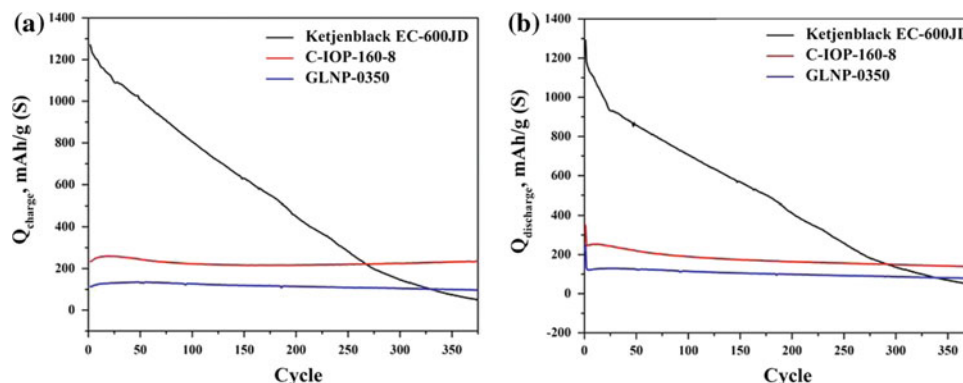 (a)
1400
1200
1000
800
600
400
200
0
Q_charge, mAh/g (S)
Ketjenblack EC-600JD
C-IOP-160-8
GLNP-0350
0 50 100 150 200 250 300 350
Cycle
(b)
1400
1200
1000
800
600
400
200
0
-200
Q_discharge, mAh/g (S)
Ketjenblack EC-600JD
C-IOP-160-8
GLNP-0350
0 50 100 150 200 250 300 350
Cycle